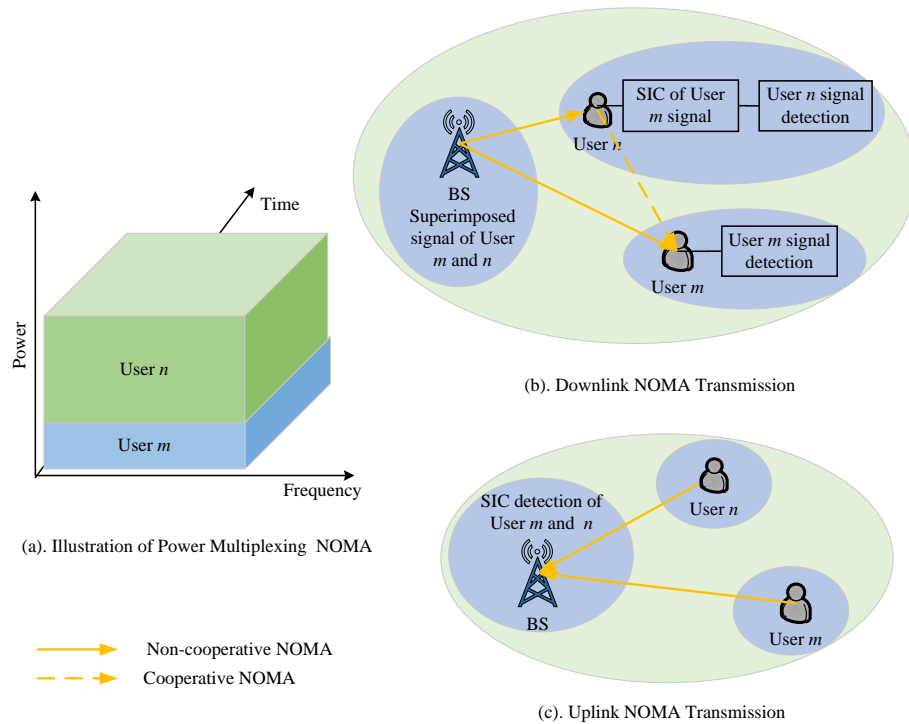 Time
Power
User n
User m
Frequency
(a). Illustration of Power Multiplexing NOMA
Non-cooperative NOMA
Cooperative NOMA
BS
Superimposed
signal of User
m and n
User n
SIC of User
m signal
User n signal
detection
User m
User m signal
detection
(b). Downlink NOMA Transmission
SIC detection of
User m and n
BS
User n
User m
(c). Uplink NOMA Transmission